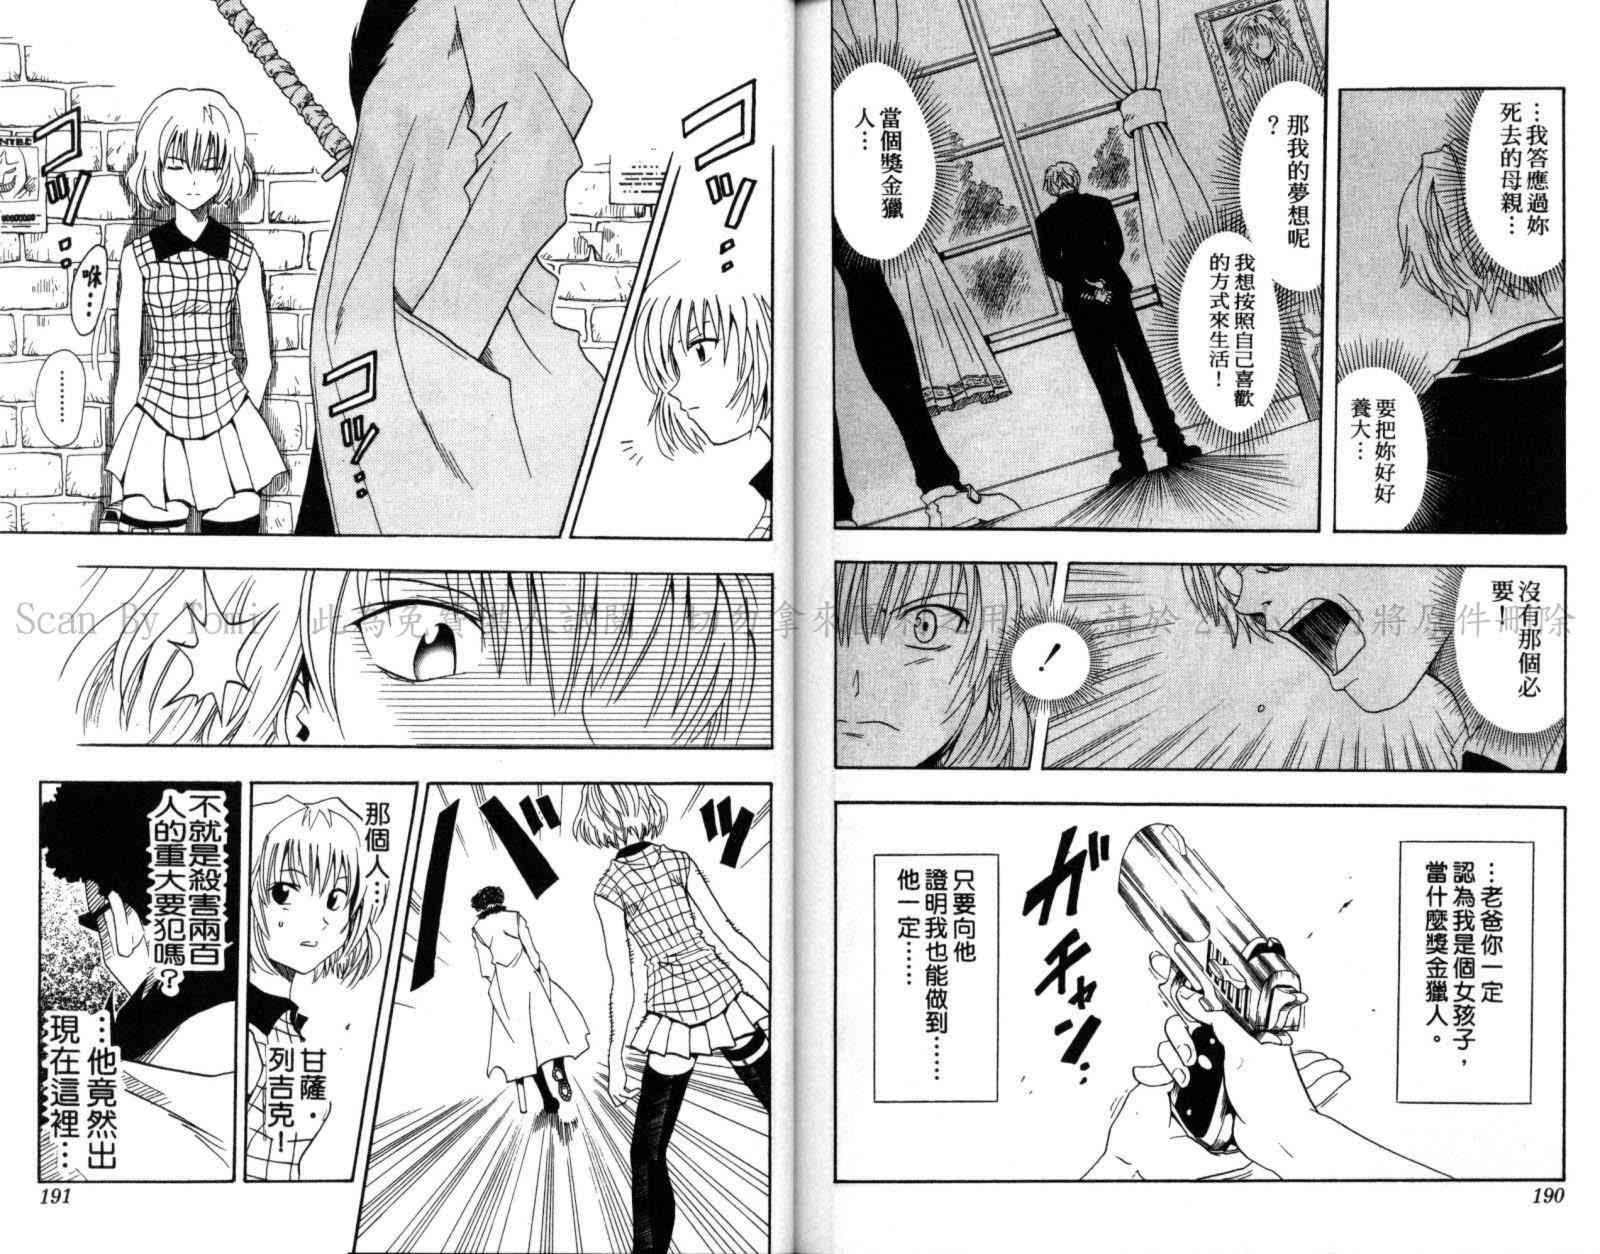 …我答應過妳
死去的母親…
要把妳好好
養大…
那我的夢想呢
？
我想按照自己喜歡
的方式來生活！
當個獎金獵
人…
沒有那個必
要！
！
…老爸你一定
認為我是個女孩子，
當什麼獎金獵人。
只要向他
證明我也能做到……
他一定……
ガチャン!
190
コツ…
コツ…
コツ…
咻…
………
那個人…
甘薩・
列吉克！
不就是殺害兩百
人的重大要犯嗎？
…他竟然出
現在這裡…
191
Scan By Tomi